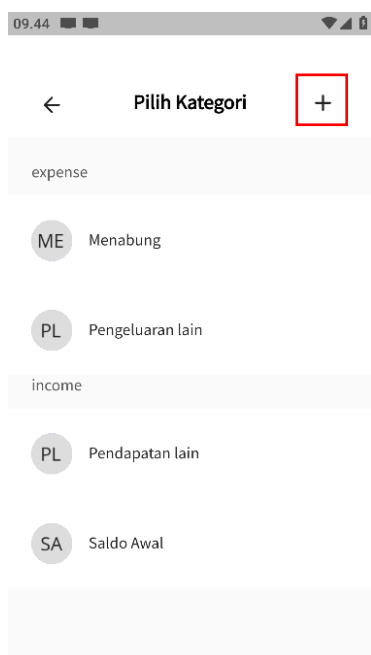 09.44
Pilih Kategori
expense
ME Menabung
PL Pengeluaran lain
income
PL Pendapatan lain
SA Saldo Awal